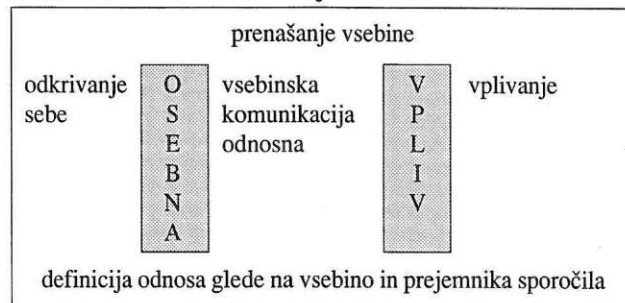 prenašanje vsebine
odkrivanje
sebe
O
S
E
B
N
A
vsebinska
komunikacija
odnosna
V
P
L
I
V
vplivanje
definicija odnosa glede na vsebino in prejemnika sporočila